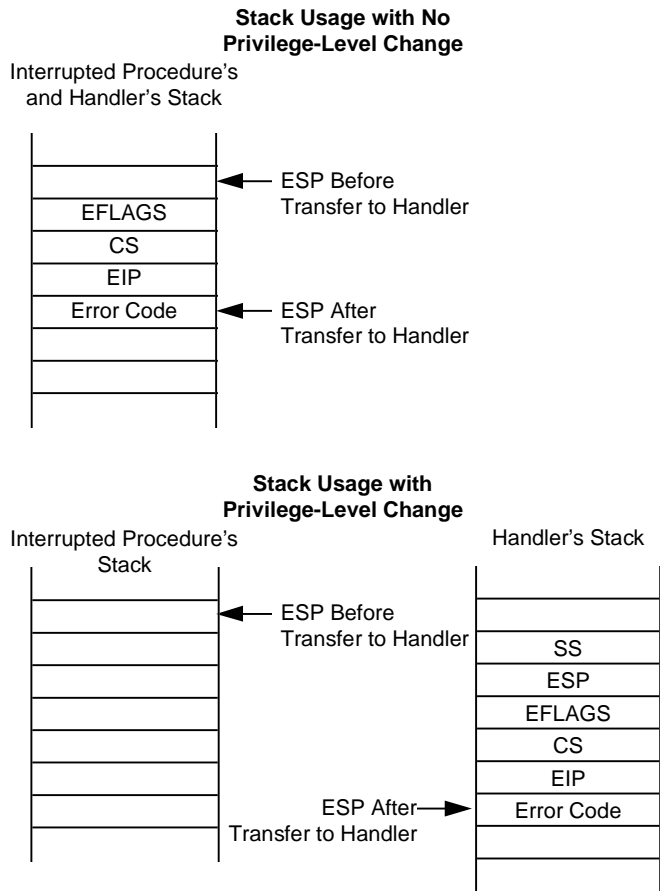 Stack Usage with No
Privilege-Level Change
Interrupted Procedure's
and Handler's Stack
ESP Before
Transfer to Handler
EFLAGS
CS
EIP
Error Code
ESP After
Transfer to Handler
Stack Usage with
Privilege-Level Change
Interrupted Procedure's
Stack
Handler's Stack
ESP Before
Transfer to Handler
SS
ESP
EFLAGS
CS
EIP
ESP After
Transfer to Handler
Error Code